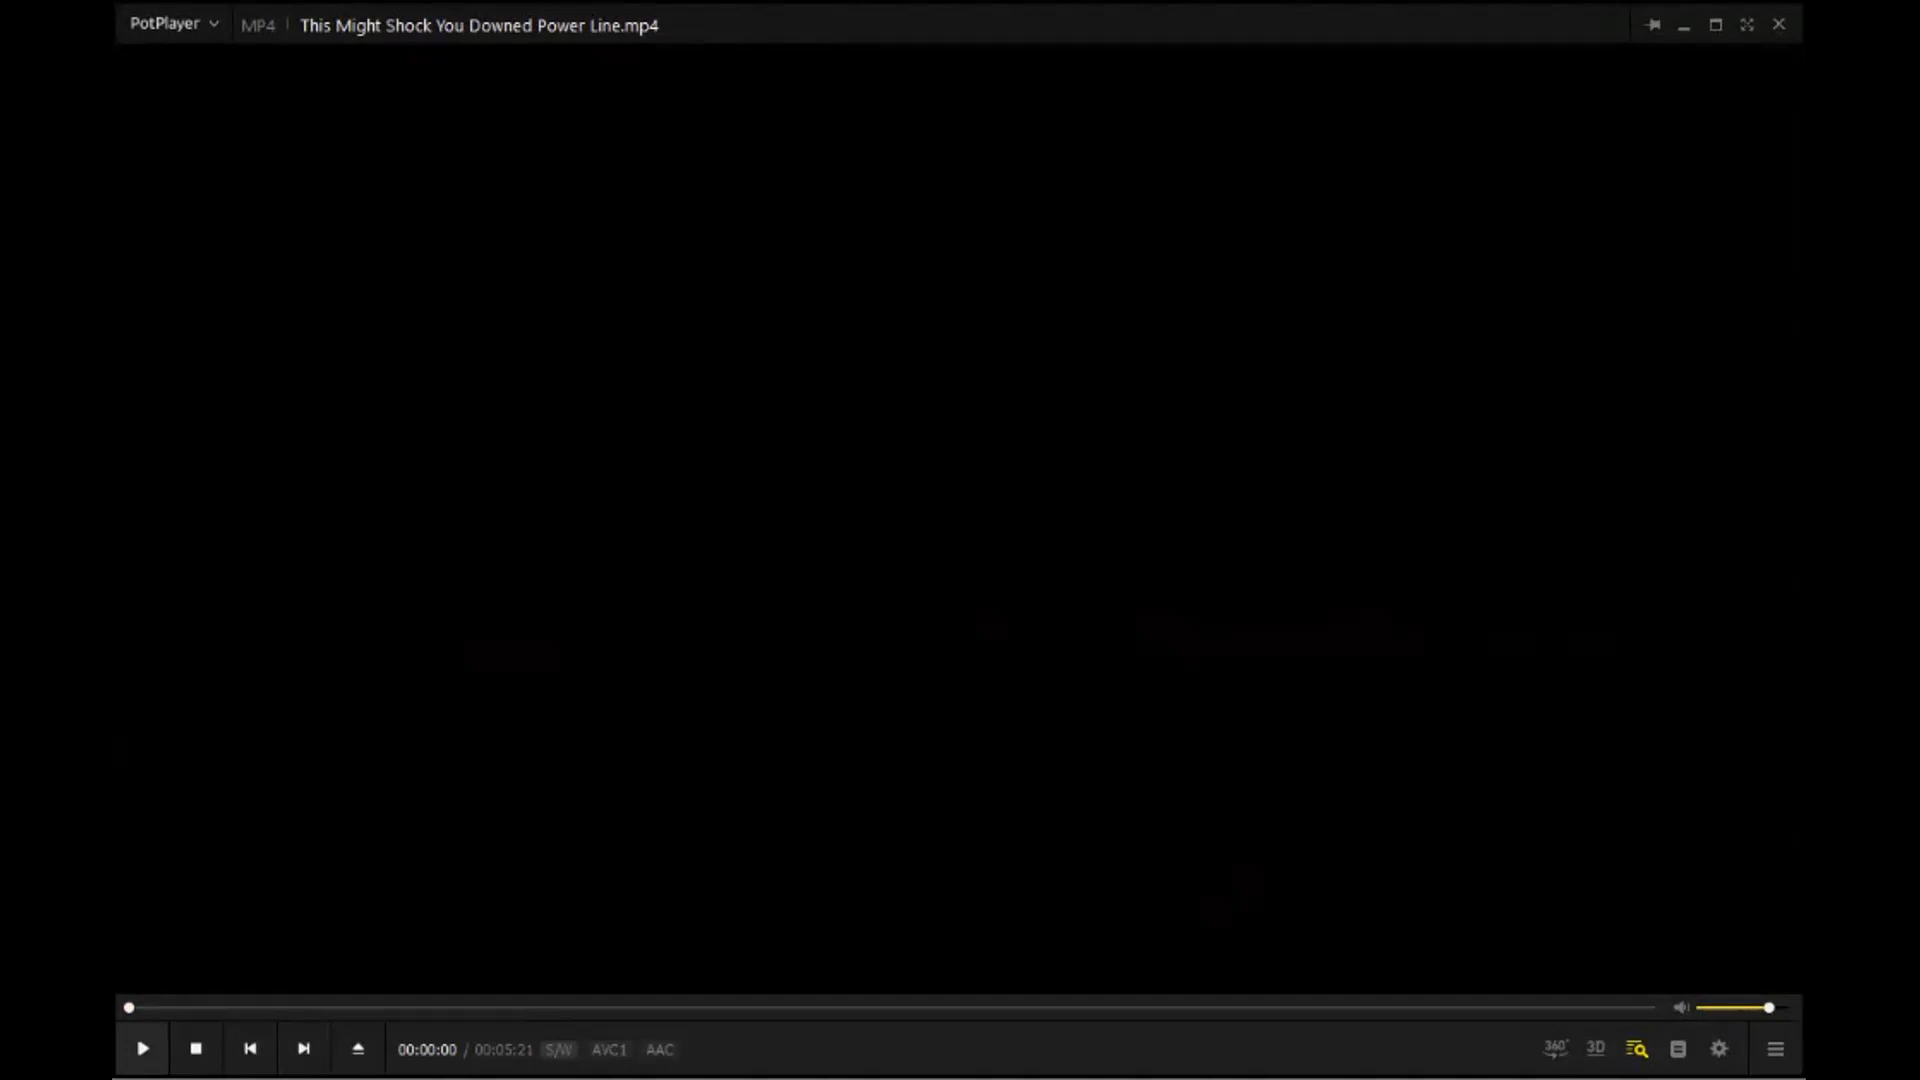 PotPlayer MP4 This Might Shock You Downed Power Line.mp4
00:00:00 / 00:05:21 S/W AVC1 AAC 360° 3D